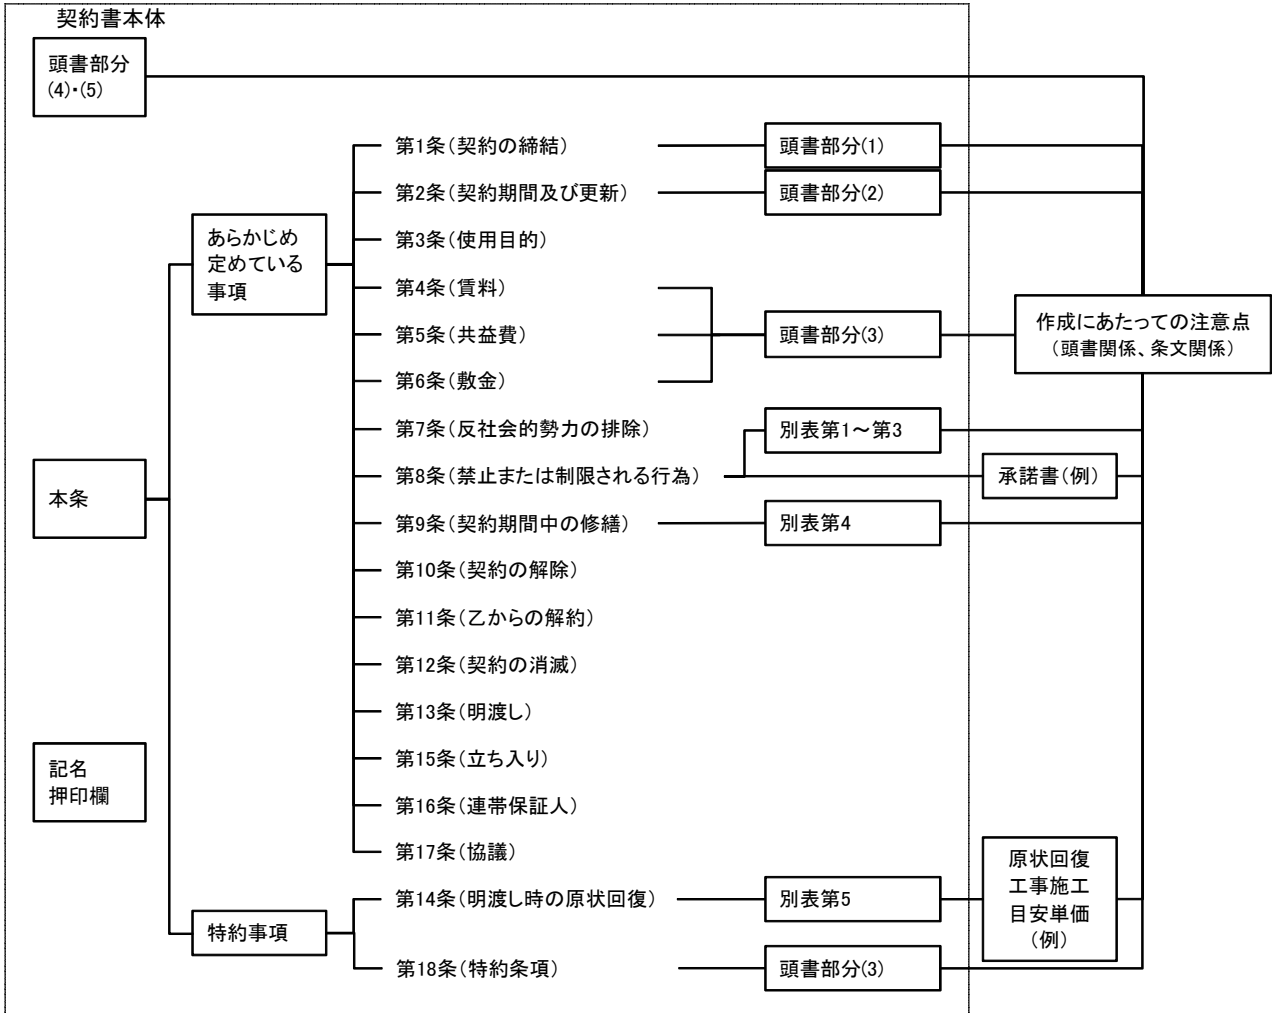 契約書本体
頭書部分
(4)・(5)
第1条(契約の締結)
頭書部分(1)
第2条(契約期間及び更新)
頭書部分(2)
あらかじめ
定めている
事項
第3条(使用目的)
第4条(賃料)
第5条(共益費)
頭書部分(3)
作成にあたっての注意点
(頭書関係、条文関係)
第6条(敷金)
第7条(反社会的勢力の排除)
別表第1～第3
第8条(禁止または制限される行為)
承諾書(例)
本条
第9条(契約期間中の修繕)
別表第4
第10条(契約の解除)
第11条(乙からの解約)
第12条(契約の消滅)
第13条(明渡し)
第15条(立ち入り)
記名
押印欄
第16条(連帯保証人)
第17条(協議)
第14条(明渡し時の原状回復)
別表第5
原状回復
工事施工
目安単価
(例)
特約事項
第18条(特約条項)
頭書部分(3)